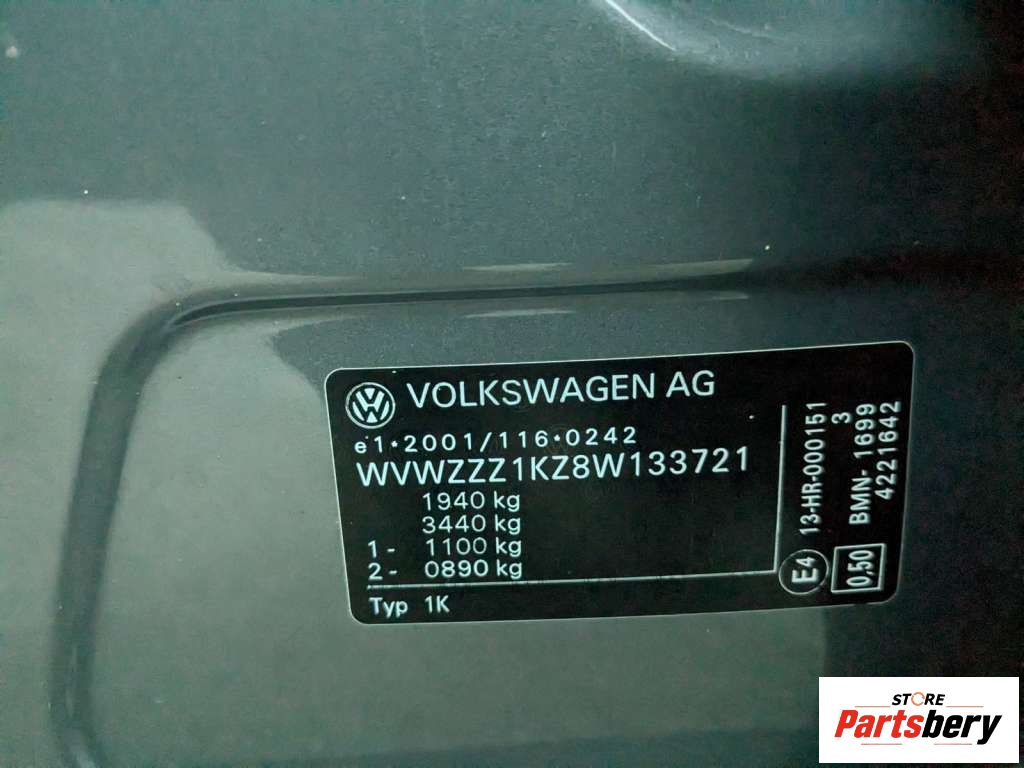 VOLKSWAGEN AG
e1*2001/116*0242
WVWZZZ1KZ8W133721
1940 kg
3440 kg
1- 1100 kg
2- 0890 kg
Typ 1K
E4 13-HR-000151
3
0,50 BMN-1699
4221642
STORE
Partsbery